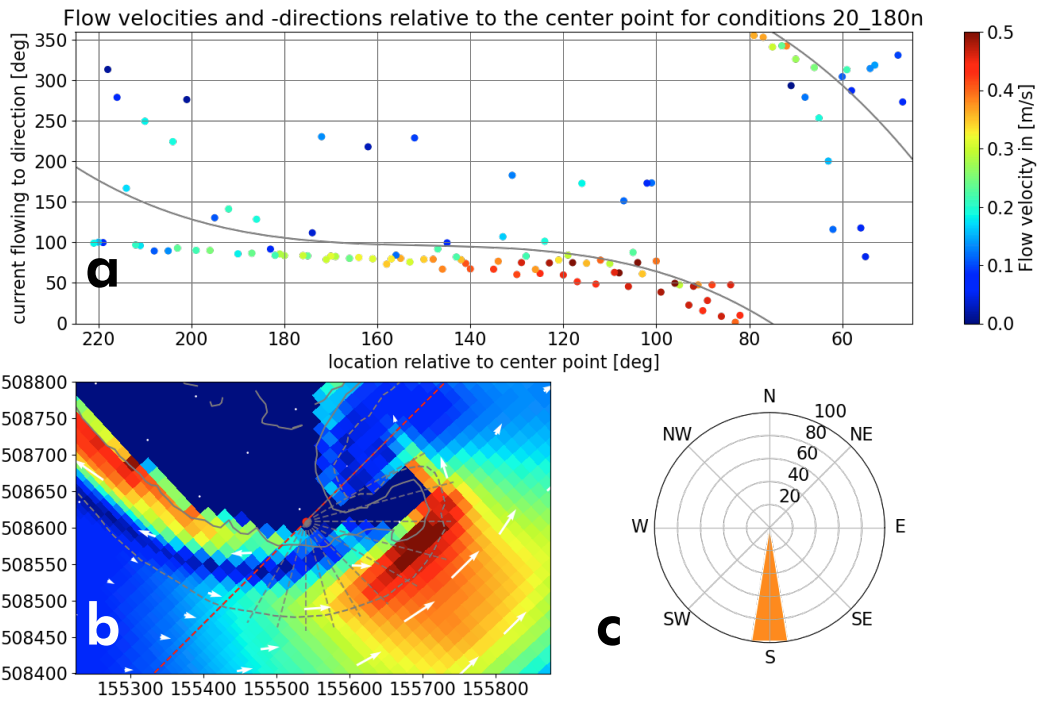 Flow velocities and -directions relative to the center point for conditions 20_180n
current flowing to direction [deg]
350
300
250
200
150
100
50
0
a
220 200 180 160 140 120 100 80 60
location relative to center point [deg]
0.5
0.4
0.3
0.2
0.1
0.0
Flow velocity in [m/s]
508800
508750
508700
508650
508600
508550
508500
508450
508400
b
155300 155400 155500 155600 155700 155800
c
N
NE
E
SE
S
SW
W
NW
100
80
60
40
20